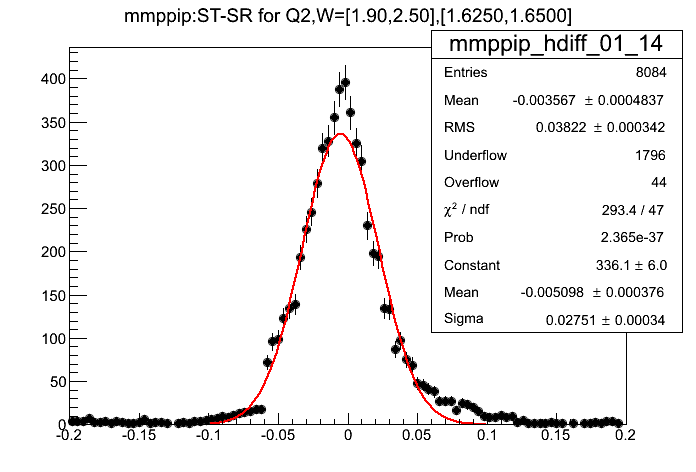 mmppip:ST-SR for Q2,W=[1.90,2.50],[1.6250,1.6500]
mmppip_hdiff_01_14
Entries 8084
Mean -0.003567 ± 0.0004837
RMS 0.03822 ± 0.000342
Underflow 1796
Overflow 44
χ² / ndf 293.4 / 47
Prob 2.365e-37
Constant 336.1 ± 6.0
Mean -0.005098 ± 0.000376
Sigma 0.02751 ± 0.00034
400
350
300
250
200
150
100
50
0
-0.2 -0.15 -0.1 -0.05 0 0.05 0.1 0.15 0.2